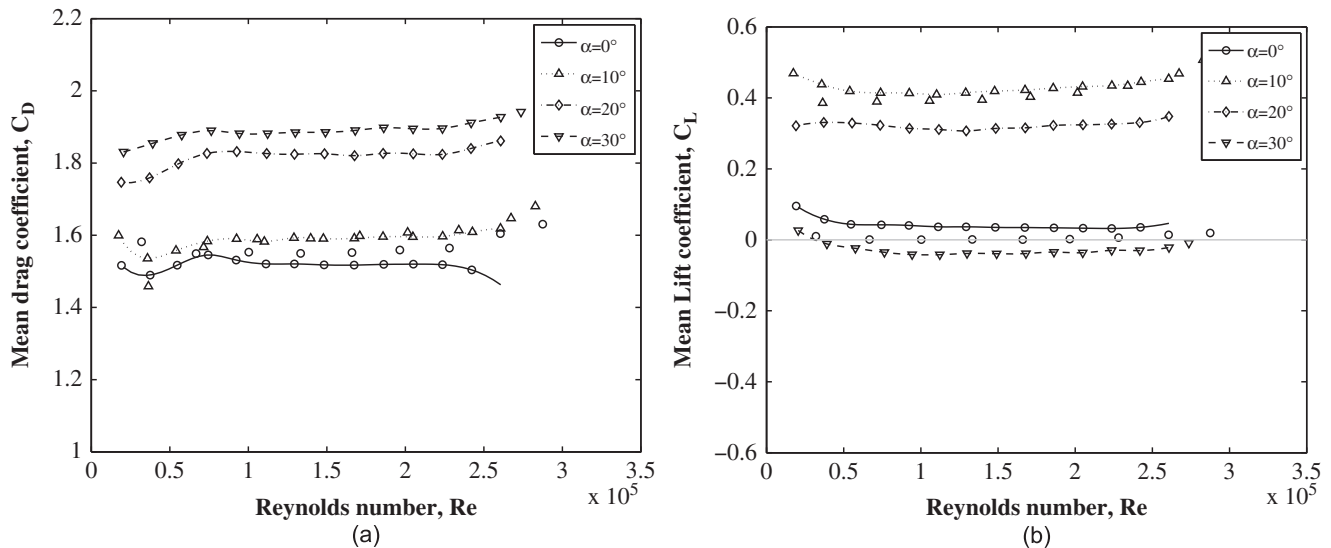 2.2
2
1.8
1.6
1.4
1.2
1
Mean drag coefficient, C_D
α=0°
α=10°
α=20°
α=30°
0 0.5 1 1.5 2 2.5 3 3.5
x 10^5
Reynolds number, Re
(a)
0.6
0.4
0.2
0
−0.2
−0.4
−0.6
Mean Lift coefficient, C_L
α=0°
α=10°
α=20°
α=30°
0 0.5 1 1.5 2 2.5 3 3.5
x 10^5
Reynolds number, Re
(b)